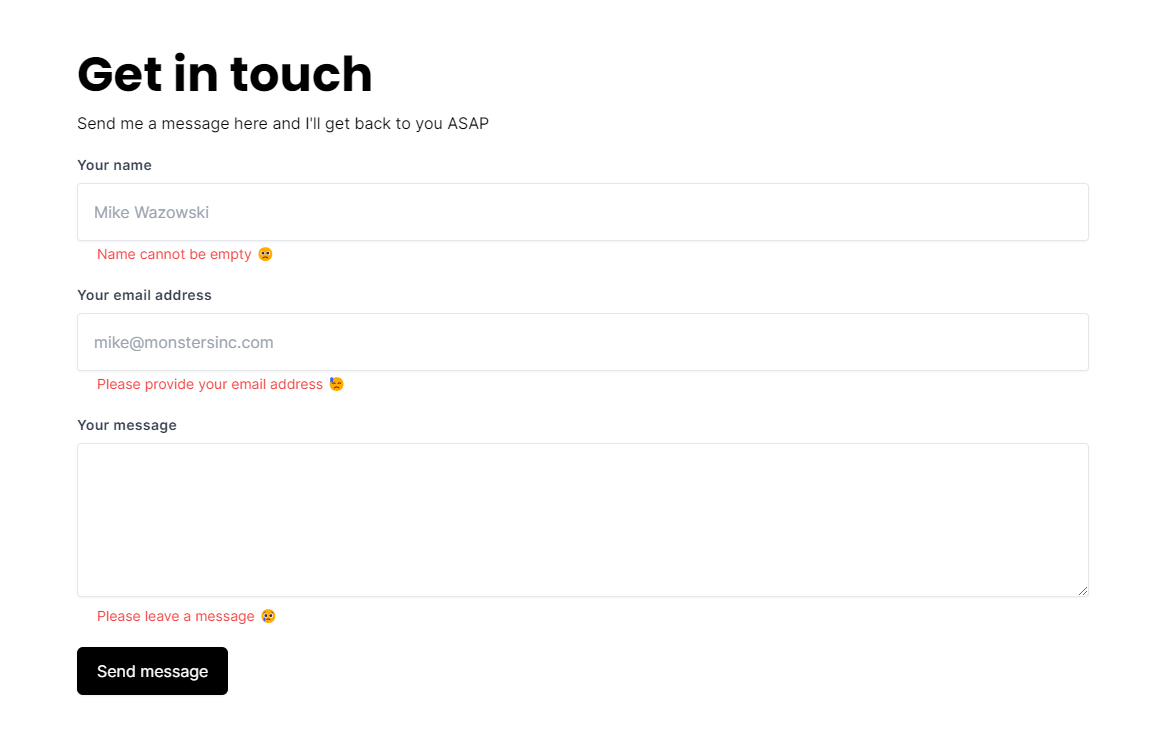 Get in touch
Send me a message here and I'll get back to you ASAP
Your name
Mike Wazowski
Name cannot be empty 🙁
Your email address
mike@monstersinc.com
Please provide your email address 😓
Your message
Please leave a message 😢
Send message